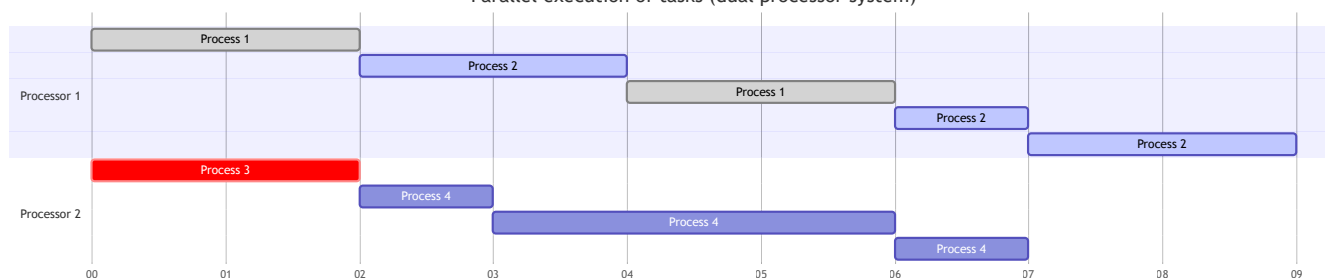 Parallel execution of tasks (dual processor system)
Process 1
Process 2
Processor 1
Process 1
Process 2
Process 2
Process 3
Process 4
Processor 2
Process 4
Process 4
00 01 02 03 04 05 06 07 08 09